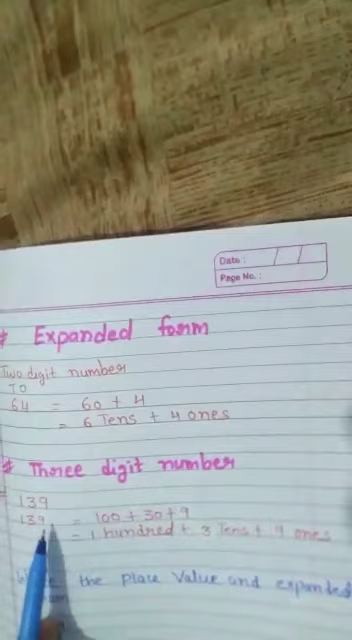 Date :
Page No. :
* Expanded form
Two digit number
TO
64 = 60 + 4
= 6 Tens + 4 ones
* Three digit number
139
139 = 100 + 30 + 9
= 1 hundred + 3 Tens + 9 ones
the Place Value and expanded